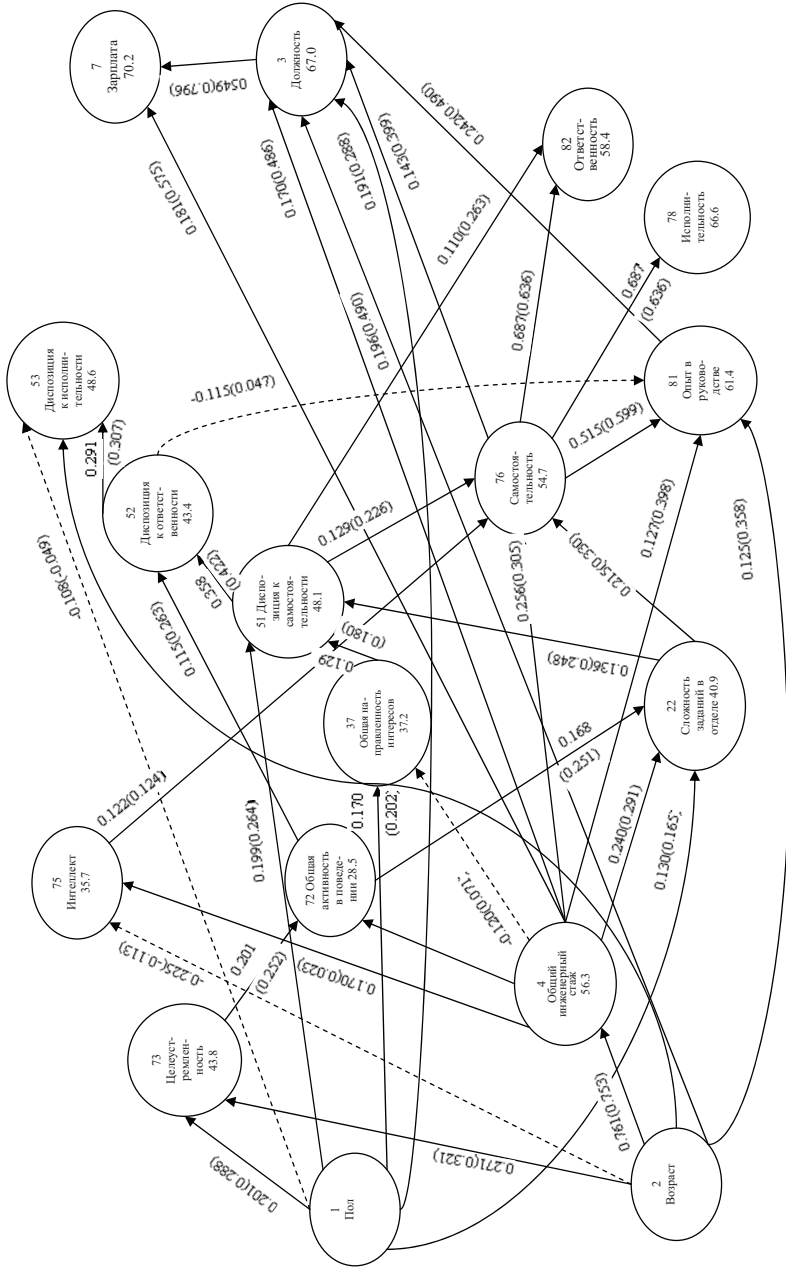 7
Зарплата
70.2
3
Должность
67.0
0.549(0.796)
0.181(0.575)
0.170(0.486)
0.191(0.288)
0.143(0.399)
0.242(0.490)
82
Ответст-
венность
58.4
78
Исполни-
тельность
66.6
0.110(0.263)
0.196(0.490)
0.687(0.636)
0.687
(0.636)
53
Диспозиция
к исполни-
тельности
48.6
-0.115(0.047)
81
Опыт в
руково-
дстве
61.4
0.291
(0.307)
52
Диспозиция
к ответст-
венности
43.4
76
Самостоя-
тельность
54.7
0.515(0.599)
0.129(0.226)
0.358
(0.422)
51 Диспо-
зиция к
самостоя-
тельности
48.1
-0.108(-0.049)
0.115(0.263)
0.256(0.305)
0.127(0.398)
0.125(0.358)
0.215(0.330)
0.129
(0.180)
0.136(0.248)
37
Общая на-
правленность
интересов
37.2
22
Сложность
заданий в
отделе 40.9
0.168
(0.251)
0.122(0.124)
0.199(0.264)
0.170
(0.202)
0.240(0.291)
0.130(0.165)
75
Интеллект
35.7
72 Общая
активность
в поведе-
нии 28.5
-0.120(0.071)
-0.225(-0.113)
0.201
(0.252)
0.170(0.023)
4
Общий
инженерный
стаж
56.3
73
Целеуст-
ремлен-
ность
43.8
0.201(0.288)
0.271(0.321)
0.761(0.753)
1
Пол
2
Возраст